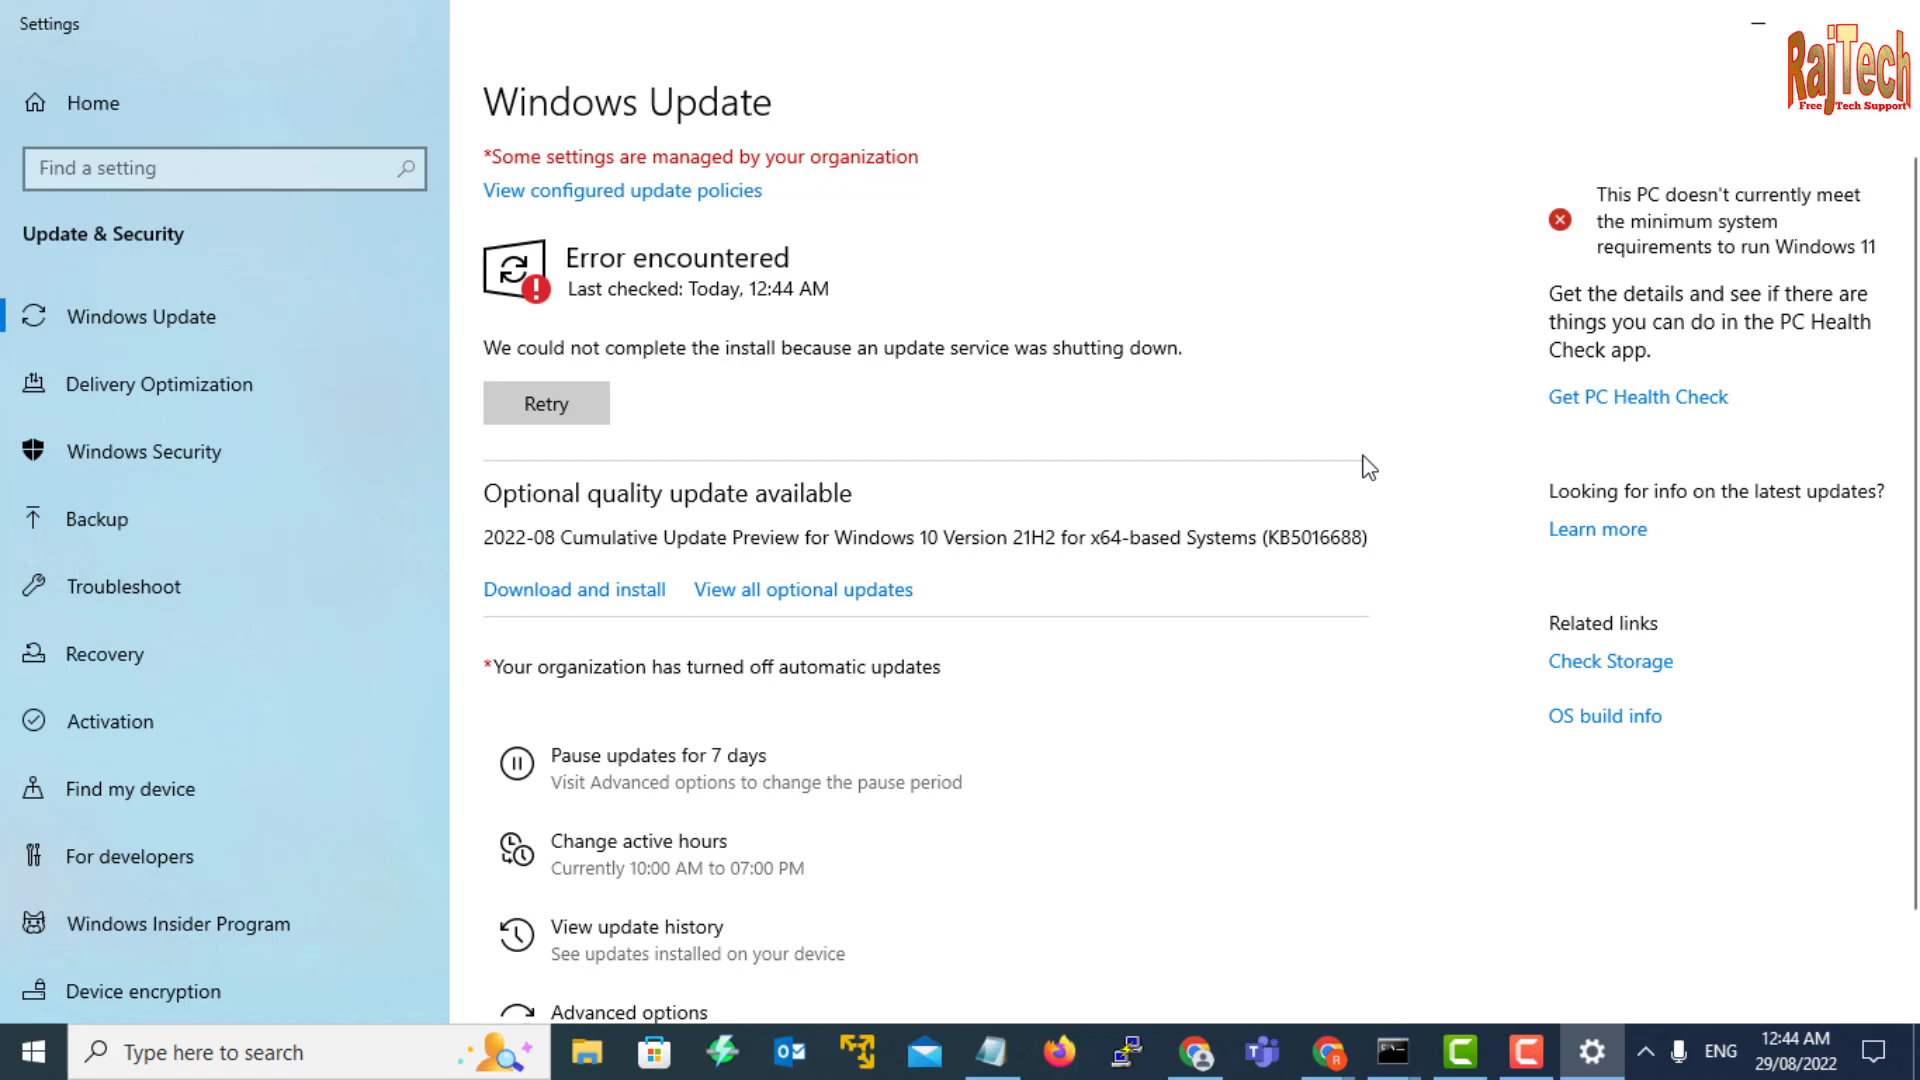 Settings
RajTech
Free Tech Support
Home
Find a setting
Update & Security
Windows Update
Delivery Optimization
Windows Security
Backup
Troubleshoot
Recovery
Activation
Find my device
For developers
Windows Insider Program
Device encryption
Windows Update
*Some settings are managed by your organization
View configured update policies
Error encountered
Last checked: Today, 12:44 AM
We could not complete the install because an update service was shutting down.
Retry
Optional quality update available
2022-08 Cumulative Update Preview for Windows 10 Version 21H2 for x64-based Systems (KB5016688)
Download and install View all optional updates
*Your organization has turned off automatic updates
Pause updates for 7 days
Visit Advanced options to change the pause period
Change active hours
Currently 10:00 AM to 07:00 PM
View update history
See updates installed on your device
Advanced options
This PC doesn't currently meet
the minimum system
requirements to run Windows 11
Get the details and see if there are
things you can do in the PC Health
Check app.
Get PC Health Check
Looking for info on the latest updates?
Learn more
Related links
Check Storage
OS build info
Type here to search
ENG
12:44 AM
29/08/2022